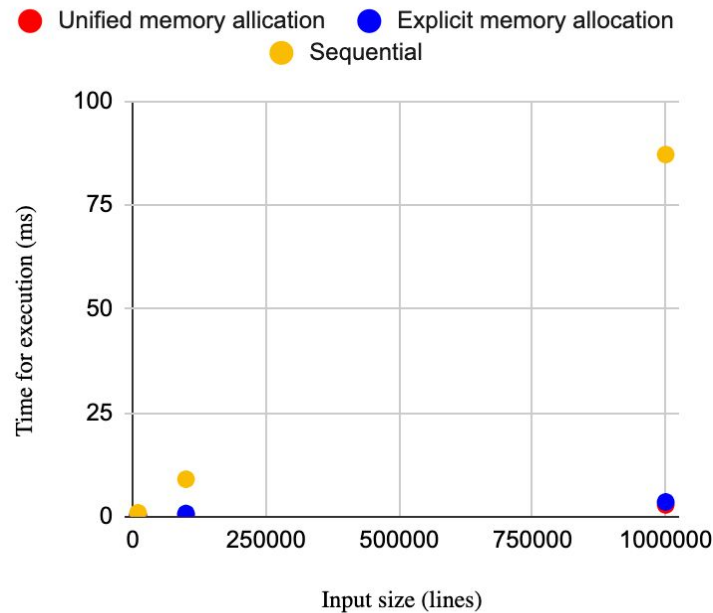 Unified memory allication Explicit memory allocation
Sequential
100
75
50
25
0
0 250000 500000 750000 1000000
Time for execution (ms)
Input size (lines)